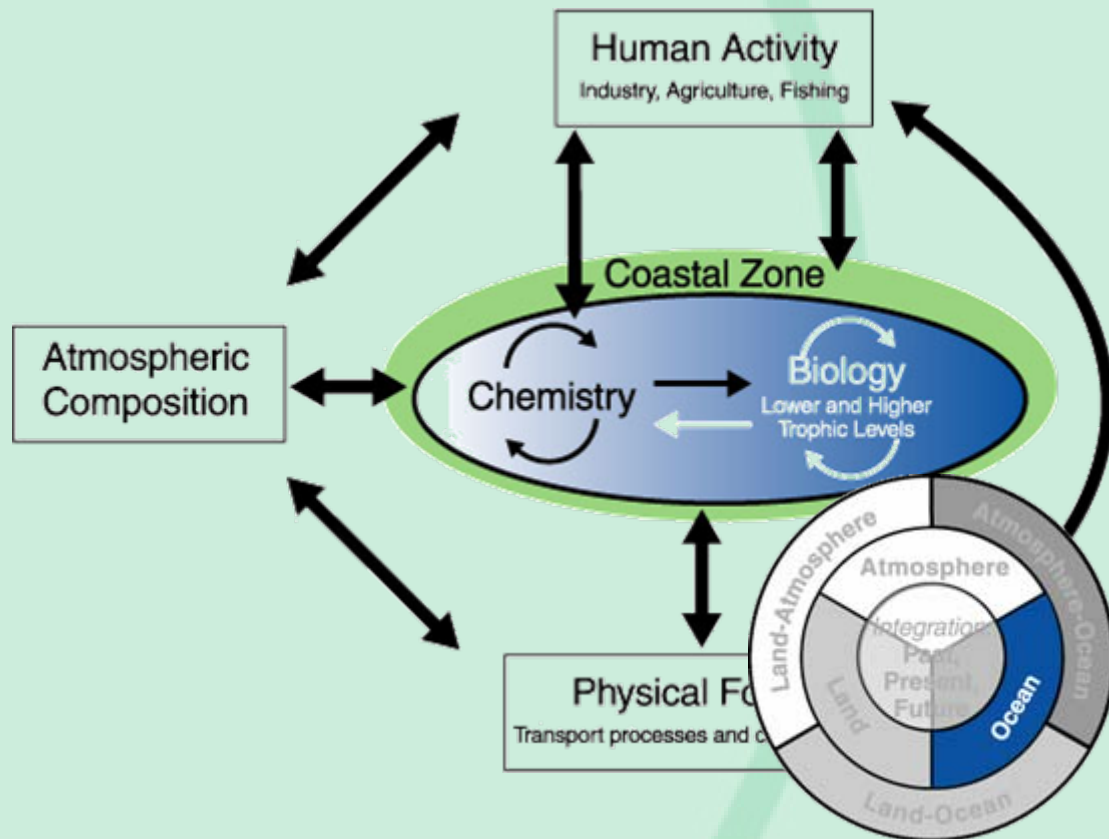 Human Activity
Industry, Agriculture, Fishing
Coastal Zone
Atmospheric
Composition
Chemistry
Biology
Lower and Higher
Trophic Levels
Physical
Transport processes and
Land-Atmosphere
Atmosphere-Ocean
Atmosphere
integration:
Past,
Present,
Future
Land
Ocean
Land-Ocean